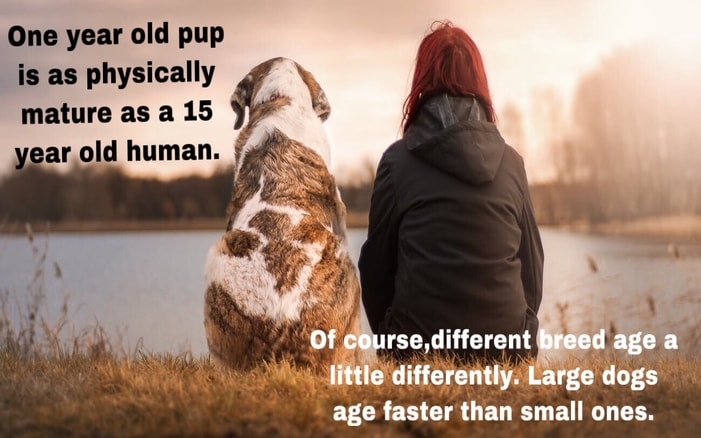 One year old pup
is as physically
mature as a 15
year old human.
Of course,different breed age a
little differently. Large dogs
age faster than small ones.